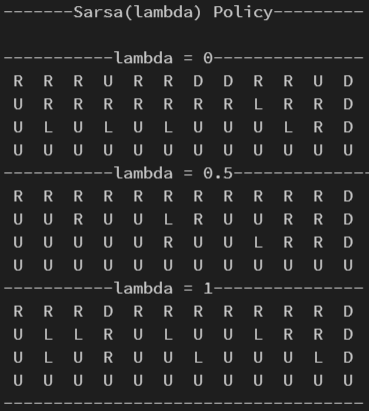 -------Sarsa(lambda) Policy---------
-----------lambda = 0---------------
R R R U R R D D R R U D
U R R R R R R R L R R D
U L U L U L U U U L R D
U U U U U U U U U U U U
-----------lambda = 0.5-------------
R R R R R R R R R R R D
U U R U U L R U U R R D
U U U U U R U U L R R D
U U U U U U U U U U U U
-----------lambda = 1---------------
R R R D R R R R R R R D
U L L R U L U U L R R D
U L U R U U L U U U L D
U U U U U U U U U U U U
------------------------------------